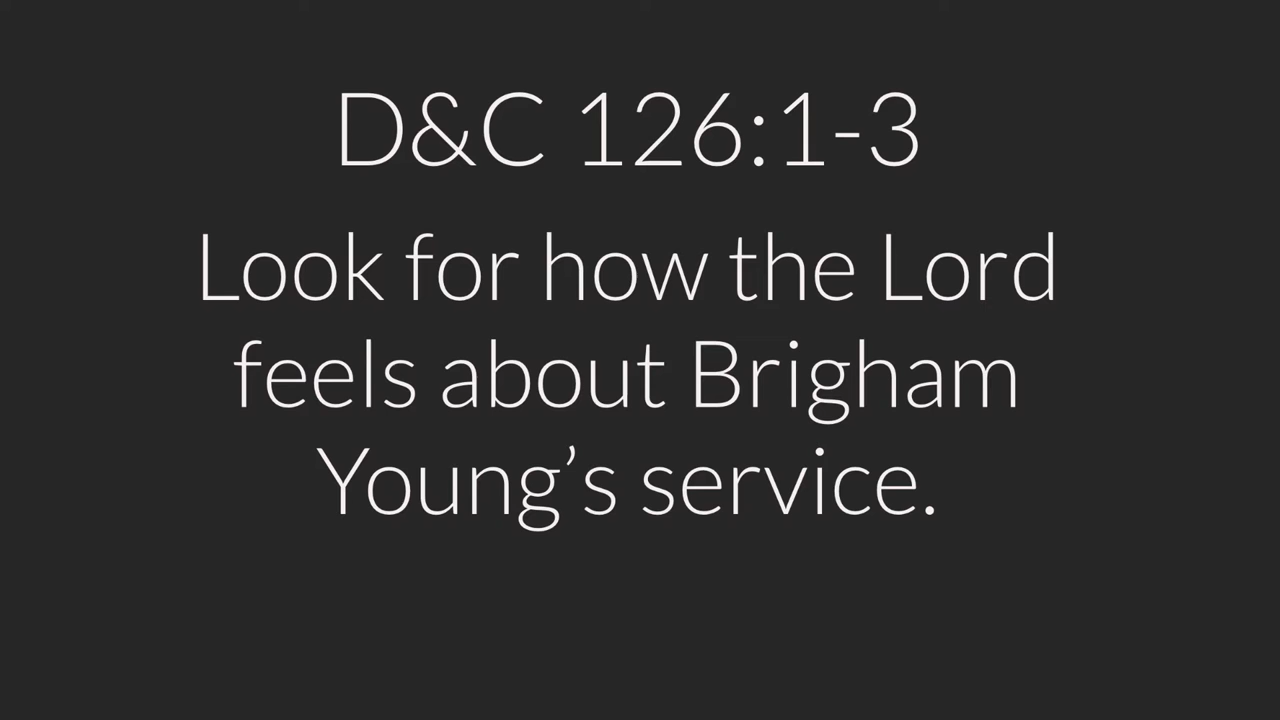 D&C 126:1-3
Look for how the Lord
feels about Brigham
Young’s service.